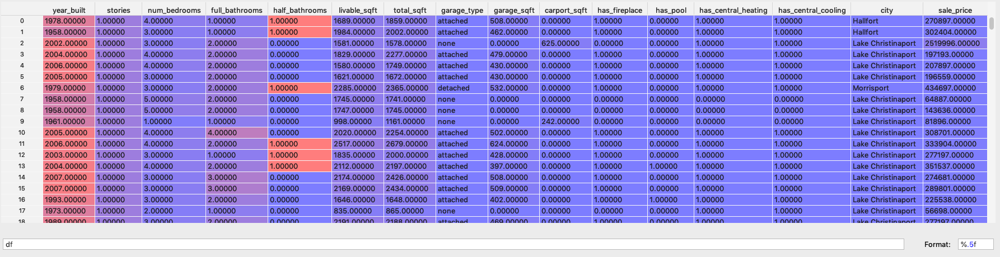 year_built stories num_bedrooms full_bathrooms half_bathrooms livable_sqft total_sqft garage_type garage_sqft carport_sqft has_fireplace has_pool has_central_heating has_central_cooling city sale_price
0 1978.00000 1.00000 4.00000 1.00000 1.00000 1689.00000 1859.00000 attached 508.00000 0.00000 1.00000 0.00000 1.00000 1.00000 Hallfort 270897.00000
1 1958.00000 1.00000 3.00000 1.00000 1.00000 1984.00000 2002.00000 attached 462.00000 0.00000 1.00000 0.00000 1.00000 1.00000 Hallfort 302404.00000
2 2002.00000 1.00000 3.00000 2.00000 0.00000 1581.00000 1578.00000 none 0.00000 625.00000 0.00000 0.00000 1.00000 1.00000 Lake Christinaport 2519996.00000
3 2004.00000 1.00000 4.00000 2.00000 0.00000 1829.00000 2277.00000 attached 479.00000 0.00000 1.00000 0.00000 1.00000 1.00000 Lake Christinaport 197193.00000
4 2006.00000 1.00000 4.00000 2.00000 0.00000 1580.00000 1749.00000 attached 430.00000 0.00000 1.00000 0.00000 1.00000 1.00000 Lake Christinaport 207897.00000
5 2005.00000 1.00000 3.00000 2.00000 0.00000 1621.00000 1672.00000 attached 430.00000 0.00000 1.00000 0.00000 1.00000 1.00000 Lake Christinaport 196559.00000
6 1979.00000 1.00000 3.00000 2.00000 1.00000 2285.00000 2365.00000 detached 532.00000 0.00000 1.00000 0.00000 1.00000 1.00000 Morrisport 434697.00000
7 1958.00000 1.00000 5.00000 2.00000 0.00000 1745.00000 1741.00000 none 0.00000 0.00000 0.00000 0.00000 0.00000 0.00000 Lake Christinaport 64887.00000
8 1958.00000 1.00000 5.00000 2.00000 0.00000 1747.00000 1745.00000 none 0.00000 0.00000 0.00000 0.00000 0.00000 0.00000 Lake Christinaport 143636.00000
9 1961.00000 1.00000 1.00000 1.00000 0.00000 998.00000 1161.00000 none 0.00000 242.00000 0.00000 0.00000 0.00000 0.00000 Lake Christinaport 81896.00000
10 2005.00000 1.00000 4.00000 4.00000 0.00000 2020.00000 2254.00000 attached 502.00000 0.00000 1.00000 0.00000 1.00000 1.00000 Lake Christinaport 308701.00000
11 2006.00000 1.00000 4.00000 2.00000 1.00000 2517.00000 2679.00000 attached 624.00000 0.00000 1.00000 0.00000 1.00000 1.00000 Lake Christinaport 333904.00000
12 2003.00000 1.00000 3.00000 1.00000 1.00000 1835.00000 2000.00000 attached 428.00000 0.00000 1.00000 0.00000 1.00000 1.00000 Lake Christinaport 277197.00000
13 2004.00000 1.00000 4.00000 2.00000 1.00000 2112.00000 2197.00000 attached 397.00000 0.00000 1.00000 1.00000 1.00000 1.00000 Lake Christinaport 351537.00000
14 2007.00000 1.00000 3.00000 3.00000 0.00000 2174.00000 2426.00000 attached 508.00000 0.00000 1.00000 0.00000 1.00000 1.00000 Lake Christinaport 274681.00000
15 2007.00000 1.00000 3.00000 3.00000 0.00000 2169.00000 2434.00000 attached 509.00000 0.00000 1.00000 0.00000 1.00000 1.00000 Lake Christinaport 289801.00000
16 1993.00000 1.00000 3.00000 2.00000 0.00000 1646.00000 1648.00000 attached 402.00000 0.00000 1.00000 1.00000 1.00000 1.00000 Lake Christinaport 225538.00000
17 1973.00000 1.00000 2.00000 1.00000 0.00000 835.00000 865.00000 none 0.00000 0.00000 0.00000 0.00000 1.00000 1.00000 Lake Christinaport 56698.00000
18 1989.00000 1.00000 3.00000 2.00000 0.00000 2191.00000 2188.00000 attached 469.00000 0.00000 1.00000 0.00000 1.00000 1.00000 Lake Christinaport 277197.00000
df Format: %.5f